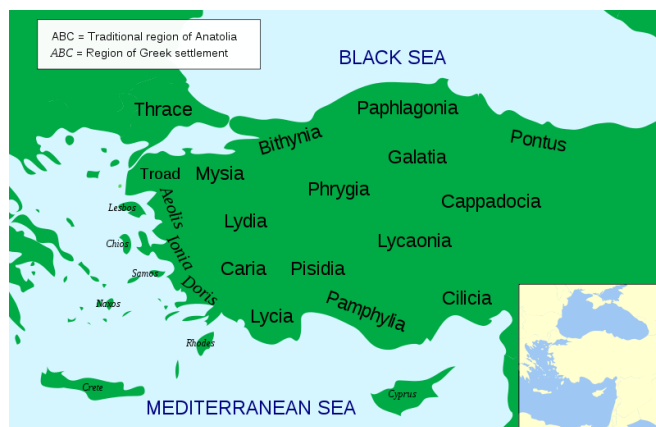 ABC = Traditional region of Anatolia
ABC = Region of Greek settlement
BLACK SEA
Thrace
Paphlagonia
Bithynia
Pontus
Galatia
Troad
Mysia
Phrygia
Aeolis
Cappadocia
Lesbos
Lydia
Chios
Ionia
Lycaonia
Samos
Caria
Pisidia
Doris
Naxos
Cilicia
Lycia
Pamphylia
Rhodes
Crete
Cyprus
MEDITERRANEAN SEA